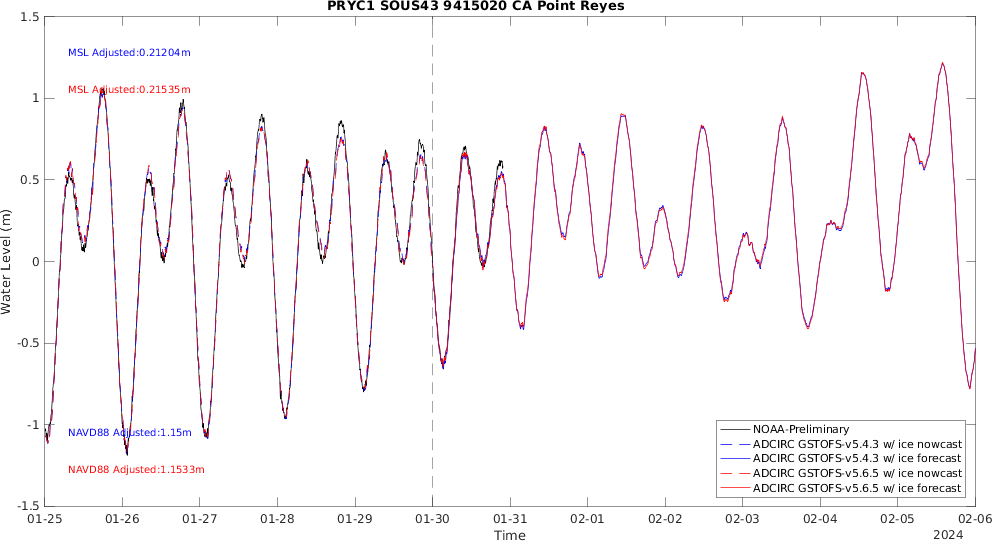 PRYC1 SOUS43 9415020 CA Point Reyes
1.5
MSL Adjusted:0.21204m
1
MSL Adjusted:0.21535m
0.5
0
-0.5
-1
NAVD88 Adjusted:1.15m
NAVD88 Adjusted:1.1533m
-1.5
Water Level (m)
NOAA-Preliminary
ADCIRC GSTOFS-v5.4.3 w/ ice nowcast
ADCIRC GSTOFS-v5.4.3 w/ ice forecast
ADCIRC GSTOFS-v5.6.5 w/ ice nowcast
ADCIRC GSTOFS-v5.6.5 w/ ice forecast
01-25 01-26 01-27 01-28 01-29 01-30 01-31 02-01 02-02 02-03 02-04 02-05 02-06
Time
2024